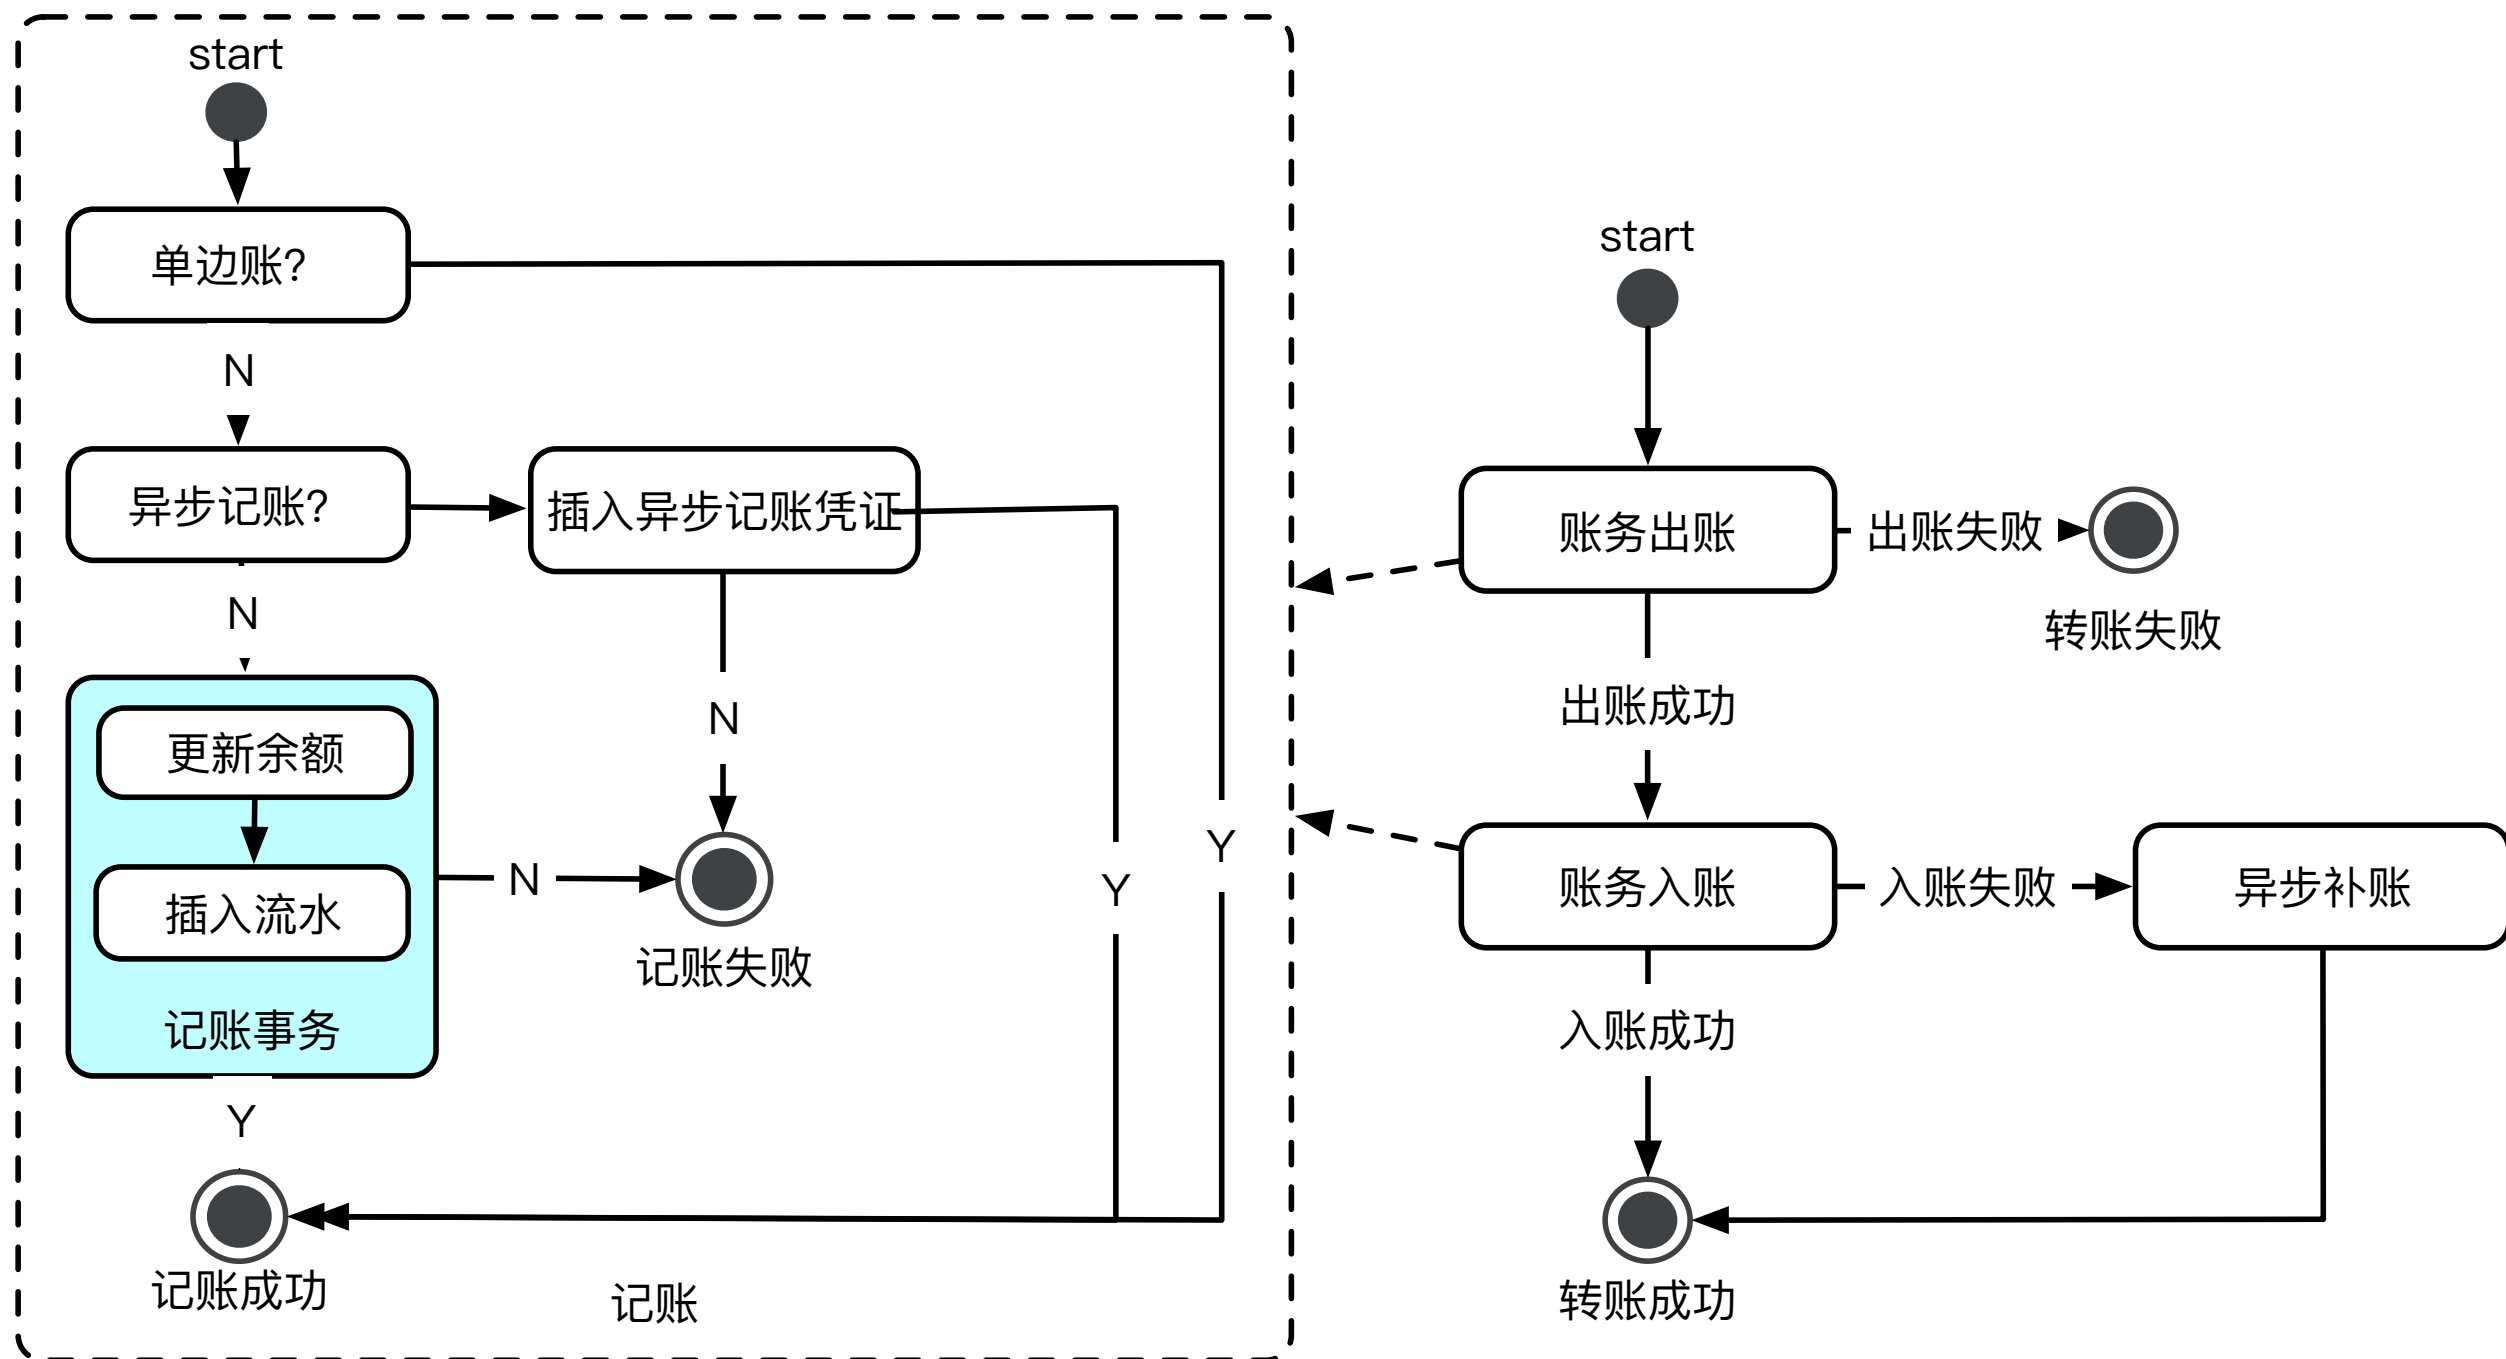 start
单边账?
N
异步记账?
插入异步记账凭证
N
更新余额
N
插入流水
N
记账失败
记账事务
Y
Y
Y
记账成功
记账
start
账务出账
出账失败
转账失败
出账成功
账务入账
入账失败
异步补账
入账成功
转账成功